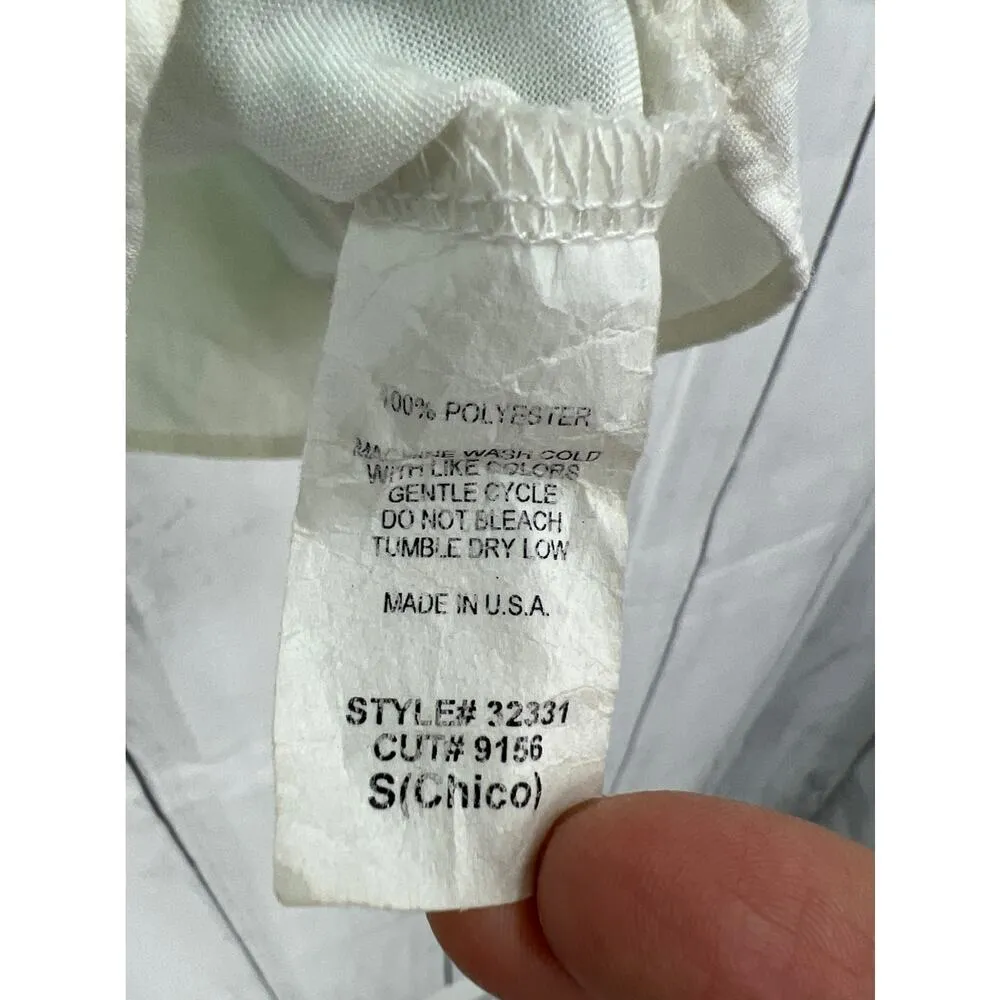 100% POLYESTER
MACHINE WASH COLD
WITH LIKE COLORS
GENTLE CYCLE
DO NOT BLEACH
TUMBLE DRY LOW
MADE IN U.S.A.
STYLE# 32331
CUT# 9156
S(Chico)